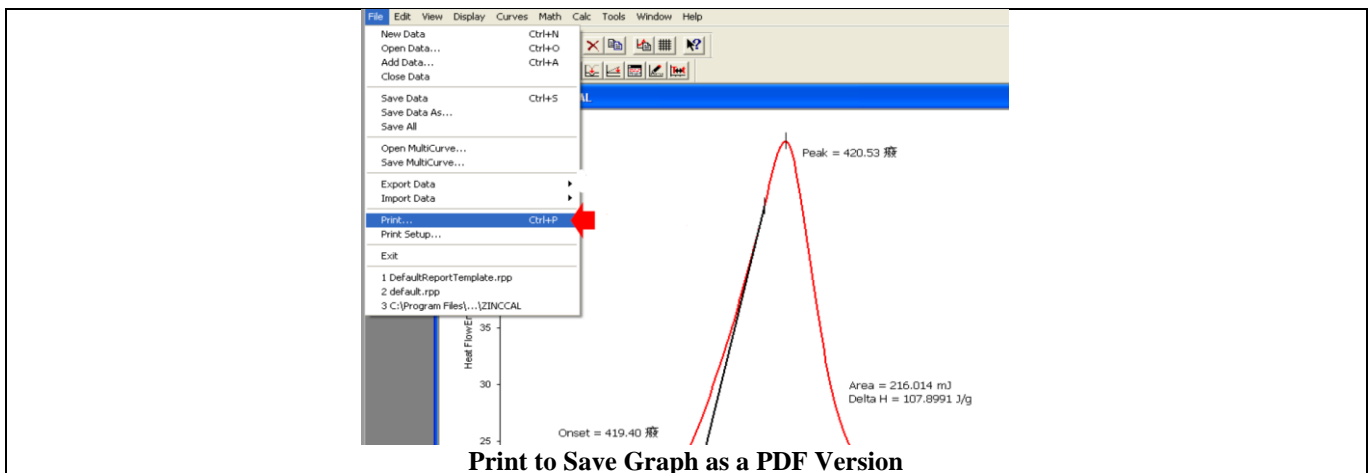 File Edit View Display Curves Math Calc Tools Window Help
New Data Ctrl+N
Open Data... Ctrl+O
Add Data... Ctrl+A
Close Data
Save Data Ctrl+S
Save Data As...
Save All
Open MultiCurve...
Save MultiCurve...
Export Data
Import Data
Print... Ctrl+P
Print Setup...
Exit
1 DefaultReportTemplate.rpp
2 default.rpp
3 C:\Program Files\...\ZINCCAL
AL
Peak = 420.53 癈
Heat Flow En
35
30
25
Area = 216.014 mJ
Delta H = 107.8991 J/g
Onset = 419.40 癈
Print to Save Graph as a PDF Version